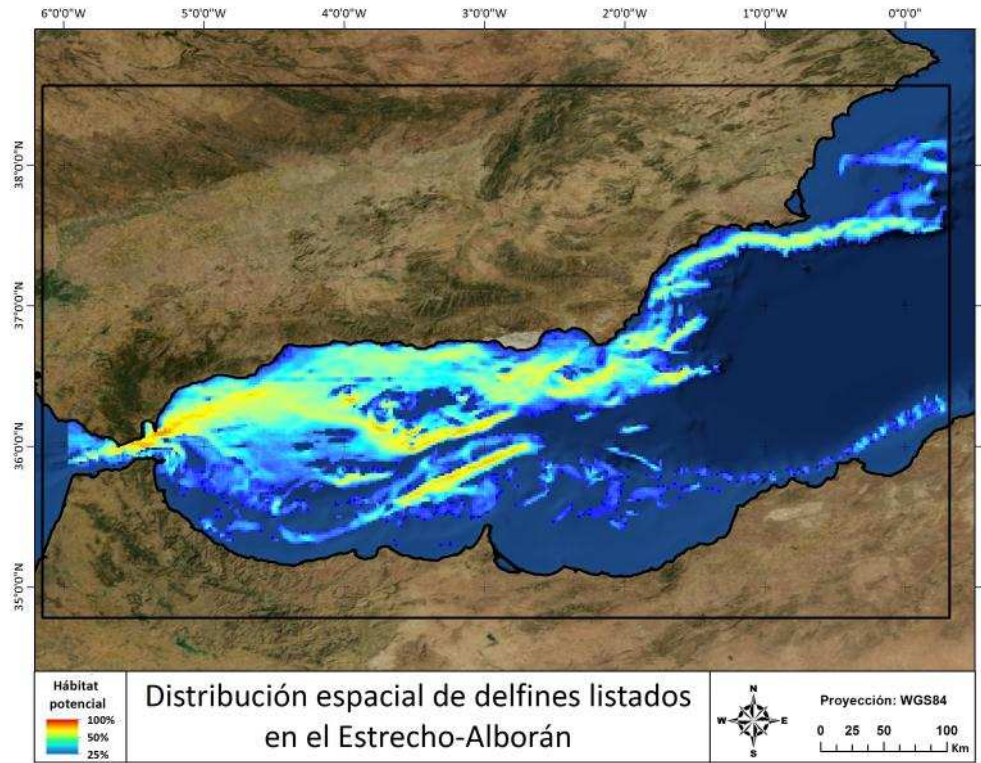 6°0'0"W 5°0'0"W 4°0'0"W 3°0'0"W 2°0'0"W 1°0'0"W 0°0'0"
38°0'0"N
37°0'0"N
36°0'0"N
35°0'0"N
Hábitat
potencial
100%
50%
25%
Distribución espacial de delfines listados
en el Estrecho-Alborán
N
W E
S
Proyección: WGS84
0 25 50 100
Km